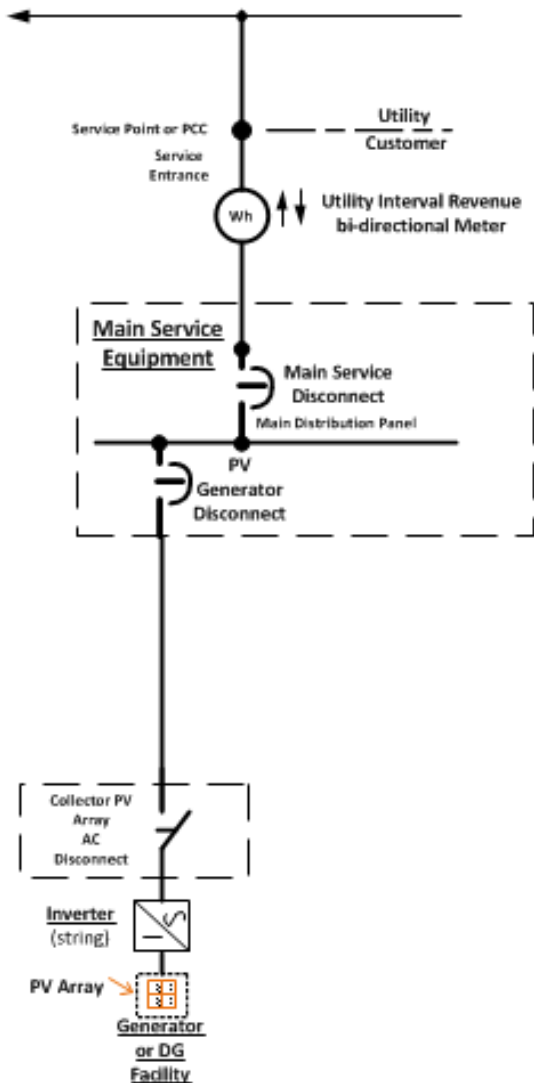 Service Point or PCC
Utility
Customer
Service
Entrance
Wh
Utility Interval Revenue
bi-directional Meter
Main Service
Equipment
Main Service
Disconnect
Main Distribution Panel
PV
Generator
Disconnect
Collector PV
Array
AC
Disconnect
Inverter
(string)
PV Array
Generator
or DG
Facility